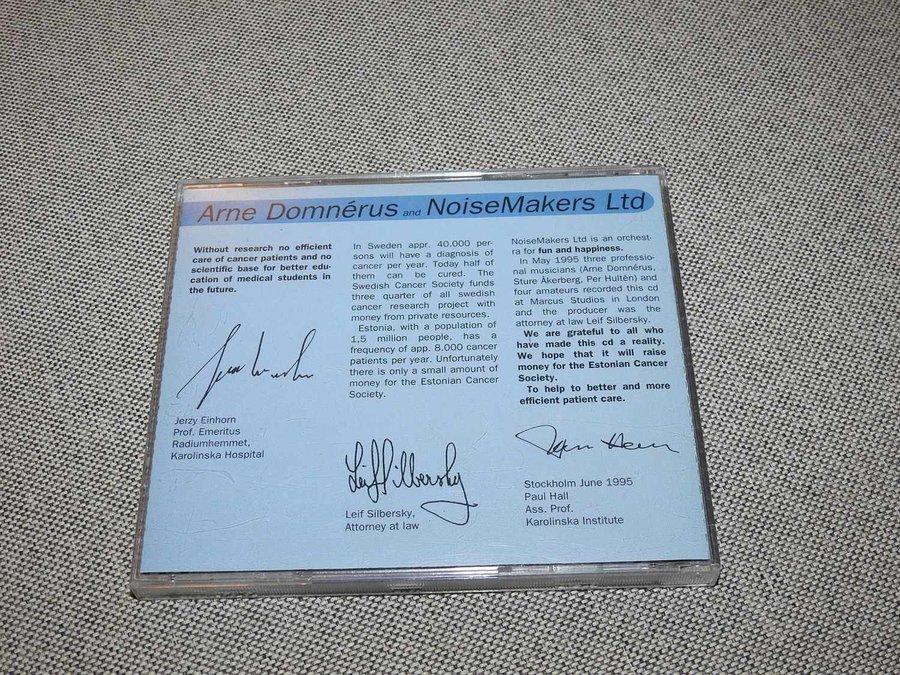 Arne Domnérus and NoiseMakers Ltd
Without research no efficient
care of cancer patients and no
scientific base for better edu-
cation of medical students in
the future.
Jerzy Einhorn
Prof. Emeritus
Radiumhemmet,
Karolinska Hospital
In Sweden appr. 40.000 per-
sons will have a diagnosis of
cancer per year. Today half of
them can be cured. The
Swedish Cancer Society funds
three quarter of all swedish
cancer research project with
money from private resources.
Estonia, with a population of
1,5 million people, has a
frequency of app. 8.000 cancer
patients per year. Unfortunately
there is only a small amount of
money for the Estonian Cancer
Society.
Leif Silbersky
Leif Silbersky,
Attorney at law
NoiseMakers Ltd is an orchest-
ra for fun and happiness.
In May 1995 three professio-
nal musicians (Arne Domnérus,
Sture Åkerberg, Per Hultén) and
four amateurs recorded this cd
at Marcus Studios in London
and the producer was the
attorney at law Leif Silbersky.
We are grateful to all who
have made this cd a reality.
We hope that it will raise
money for the Estonian Cancer
Society.
To help to better and more
efficient patient care.
Stockholm June 1995
Paul Hall
Ass. Prof.
Karolinska Institute